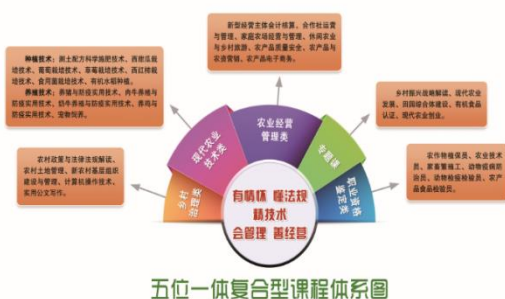 新型经营主体会计核算、合作社运营
与管理、家庭农场经营与管理、休闲农业
与乡村旅游、农产品质量安全、农产品与
农资营销、农产品电子商务。
种植技术：测土配方科学施肥技术、西甜瓜栽
培技术、葡萄栽培技术、草莓栽培技术、西红柿栽
培技术、食用菌栽培技术、有机水稻种植。
养殖技术：养猪与防疫实用技术、肉牛养殖与
防疫实用技术、奶牛养殖与防疫实用技术、养鸡与
防疫实用技术、宠物饲养。
乡村振兴战略解读、现代农业
发展、田园综合体建设、有机食品
认证、现代农业创业。
农村政策与法律法规解读、
农村土地管理、新农村基层组织
建设与管理、计算机操作技术、
实用公文写作。
农作物植保员、农业技术
员、家畜繁殖工、动物疫病防
治员、动物检疫检验员、农产
品食品检验员。
乡村
治理类
现代农业
技术类
农业经营
管理类
专题课
职业资格
鉴定类
有情怀 懂法规
精技术
会管理 善经营
五位一体复合型课程体系图